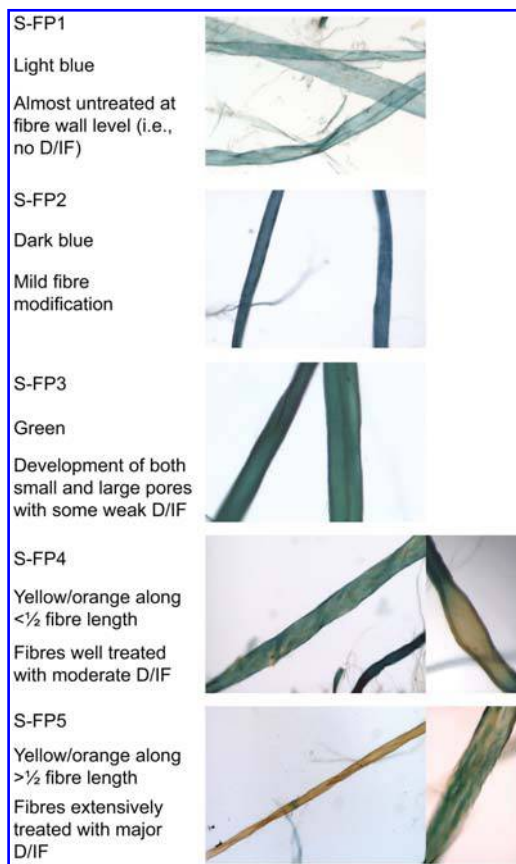 S-FP1
Light blue
Almost untreated at
fibre wall level (i.e.,
no D/IF)
S-FP2
Dark blue
Mild fibre
modification
S-FP3
Green
Development of both
small and large pores
with some weak D/IF
S-FP4
Yellow/orange along
<½ fibre length
Fibres well treated
with moderate D/IF
S-FP5
Yellow/orange along
>½ fibre length
Fibres extensively
treated with major
D/IF